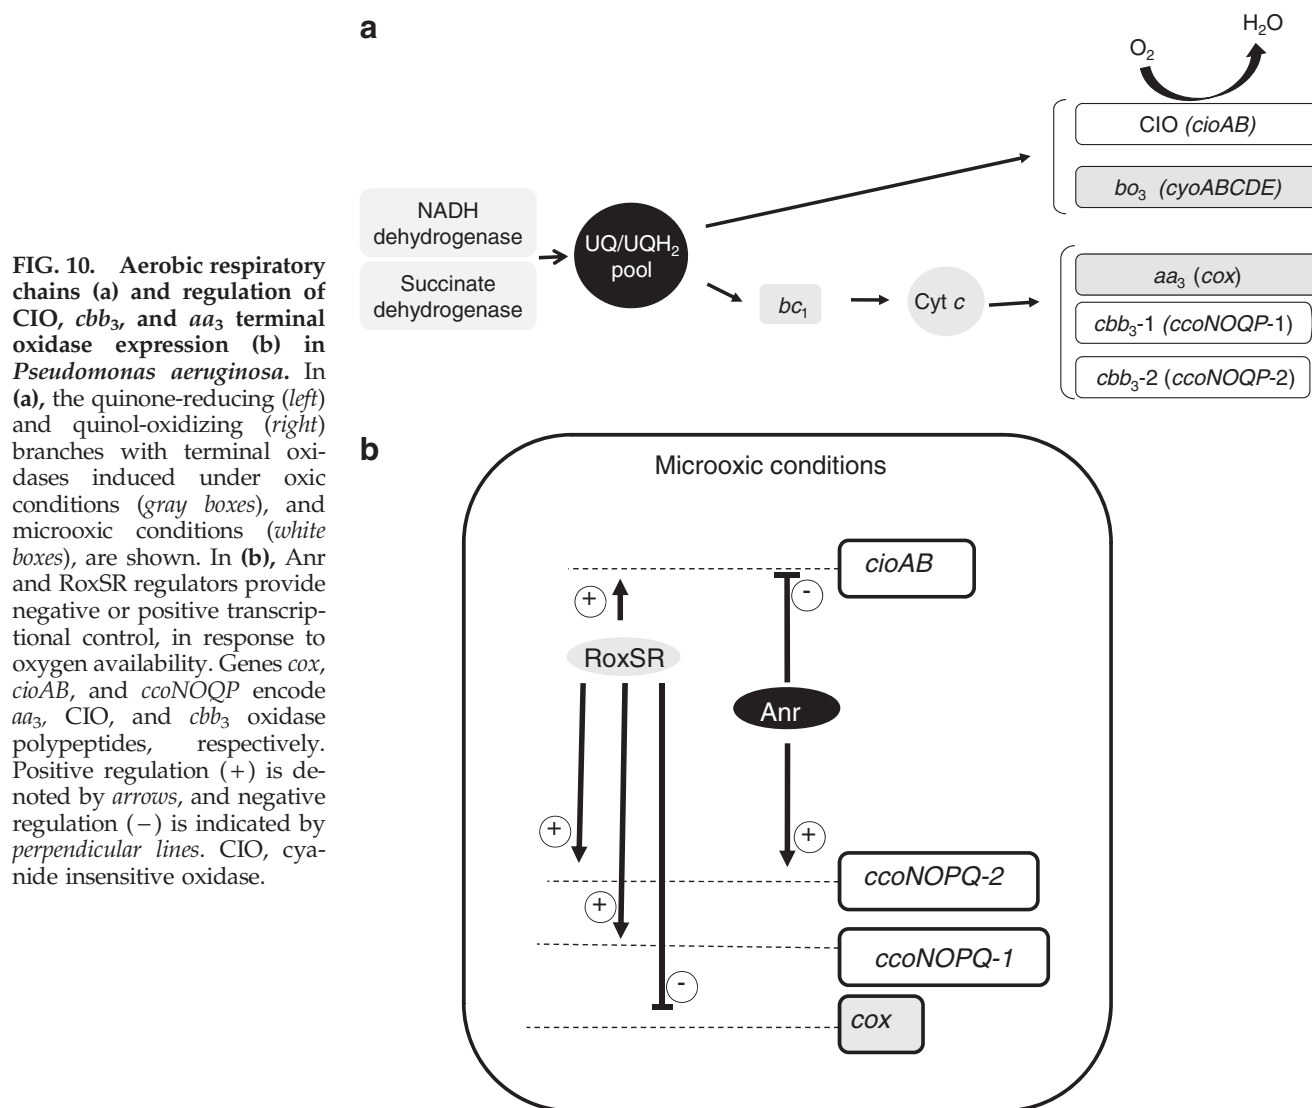 a
H2O
O2
CIO (cioAB)
bo3 (cyoABCDE)
NADH
dehydrogenase
Succinate
dehydrogenase
UQ/UQH2
pool
bc1
Cyt c
aa3 (cox)
cbb3-1 (ccoNOQP-1)
cbb3-2 (ccoNOQP-2)
FIG. 10. Aerobic respiratory
chains (a) and regulation of
CIO, cbb3, and aa3 terminal
oxidase expression (b) in
Pseudomonas aeruginosa. In
(a), the quinone-reducing (left)
and quinol-oxidizing (right)
branches with terminal oxi-
dases induced under oxic
conditions (gray boxes), and
microoxic conditions (white
boxes), are shown. In (b), Anr
and RoxSR regulators provide
negative or positive transcrip-
tional control, in response to
oxygen availability. Genes cox,
cioAB, and ccoNOQP encode
aa3, CIO, and cbb3 oxidase
polypeptides, respectively.
Positive regulation (+) is de-
noted by arrows, and negative
regulation (−) is indicated by
perpendicular lines. CIO, cya-
nide insensitive oxidase.
b
Microoxic conditions
cioAB
+
-
RoxSR
Anr
+
+
ccoNOPQ-2
+
ccoNOPQ-1
-
cox